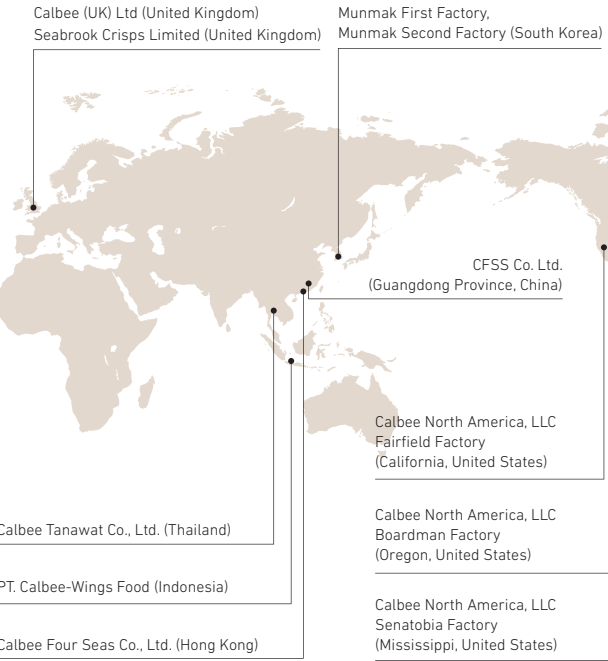 Calbee (UK) Ltd (United Kingdom)
Seabrook Crisps Limited (United Kingdom)
Munmak First Factory,
Munmak Second Factory (South Korea)
CFSS Co. Ltd.
(Guangdong Province, China)
Calbee North America, LLC
Fairfield Factory
(California, United States)
Calbee North America, LLC
Boardman Factory
(Oregon, United States)
Calbee North America, LLC
Senatobia Factory
(Mississippi, United States)
Calbee Tanawat Co., Ltd. (Thailand)
PT. Calbee-Wings Food (Indonesia)
Calbee Four Seas Co., Ltd. (Hong Kong)